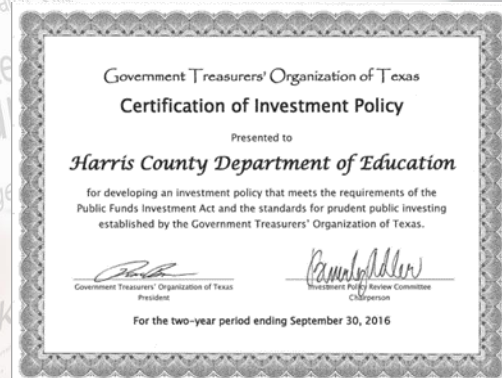 Government Treasurers' Organization of Texas
Certification of Investment Policy
Presented to
Harris County Department of Education
for developing an investment policy that meets the requirements of the
Public Funds Investment Act and the standards for prudent public investing
established by the Government Treasurers' Organization of Texas.
Beverly Adler
Government Treasurers' Organization of Texas
President
Investment Policy Review Committee
Chairperson
For the two-year period ending September 30, 2016